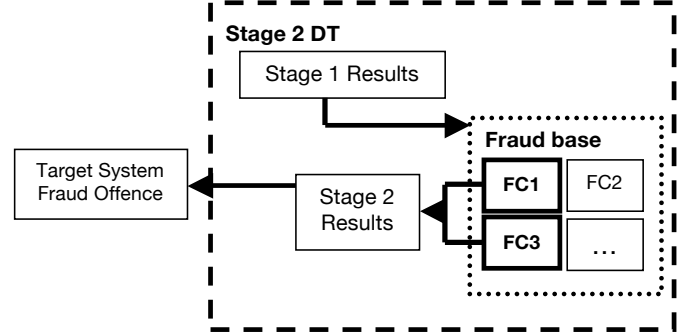 Stage 2 DT
Stage 1 Results
Fraud base
Target System
Fraud Offence
Stage 2
Results
FC1
FC2
FC3
...